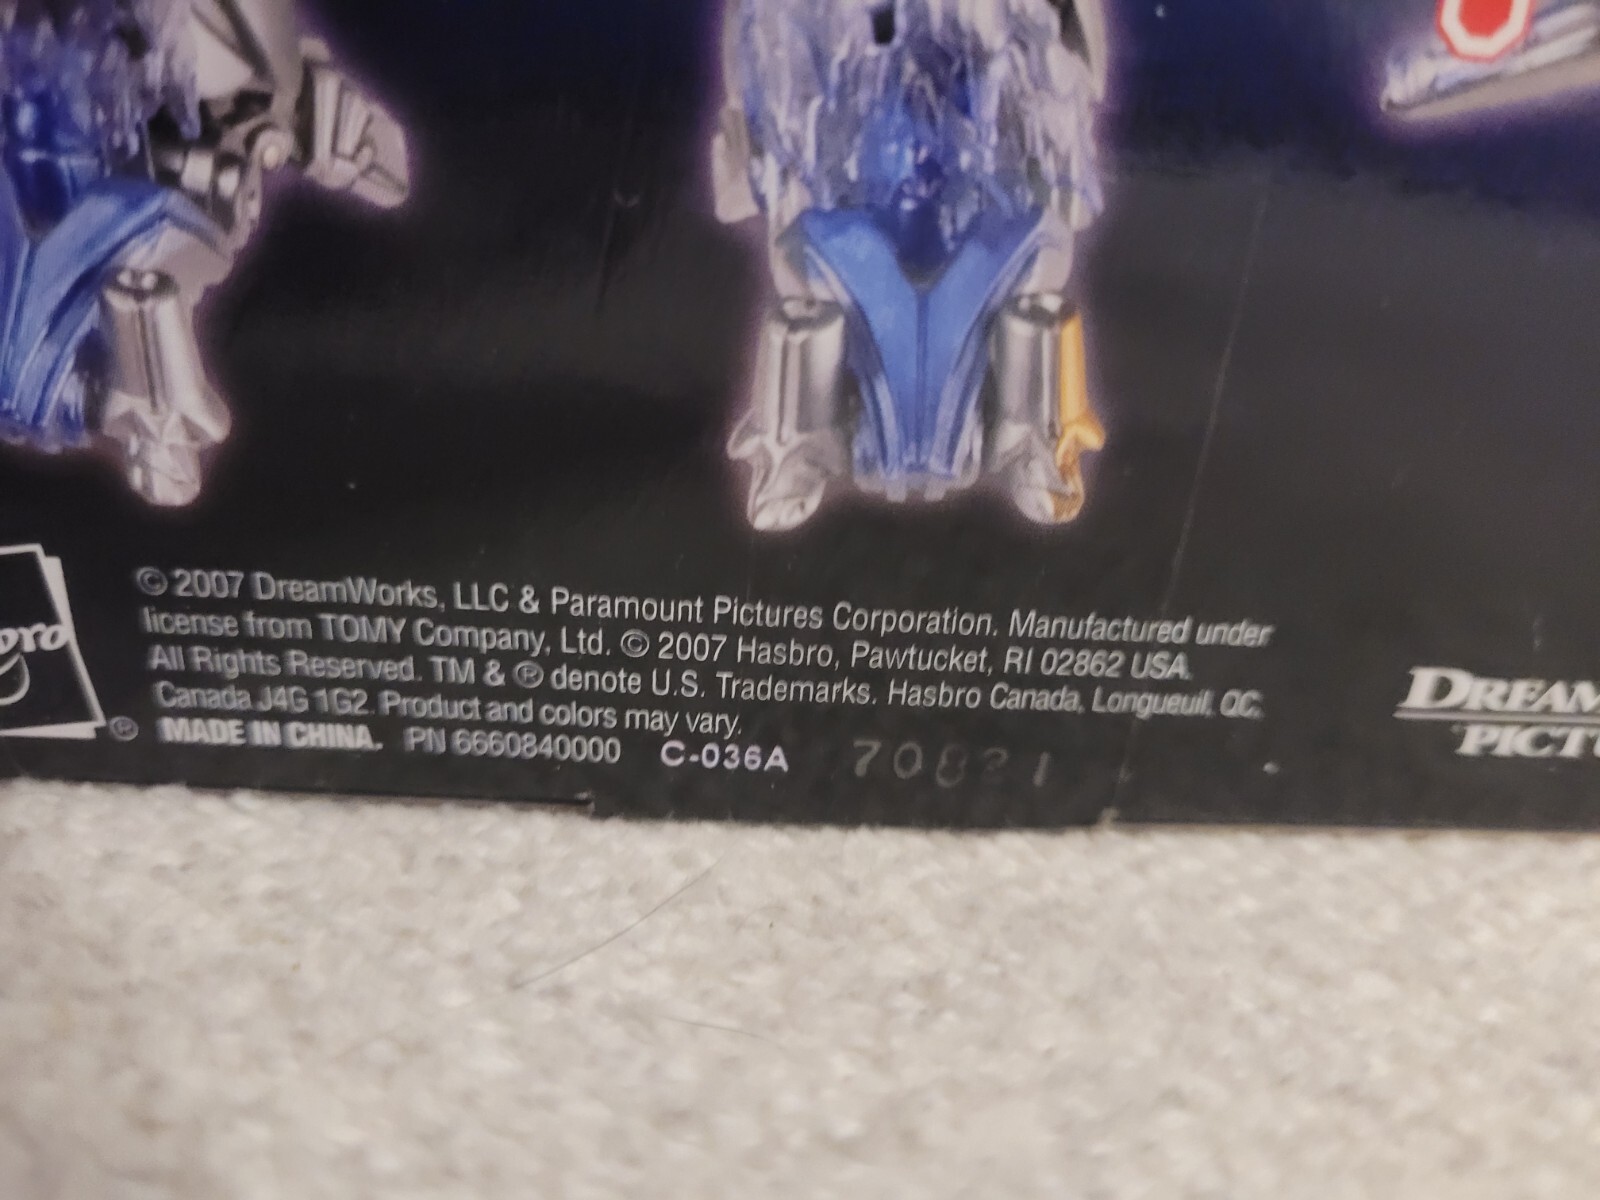 © 2007 DreamWorks, LLC & Paramount Pictures Corporation. Manufactured under
license from TOMY Company, Ltd. © 2007 Hasbro, Pawtucket, RI 02862 USA.
All Rights Reserved. TM & ® denote U.S. Trademarks. Hasbro Canada, Longueuil, QC,
Canada J4G 1G2. Product and colors may vary.
®
MADE IN CHINA. PN 6660840000 C-036A
DREAM
PICTU